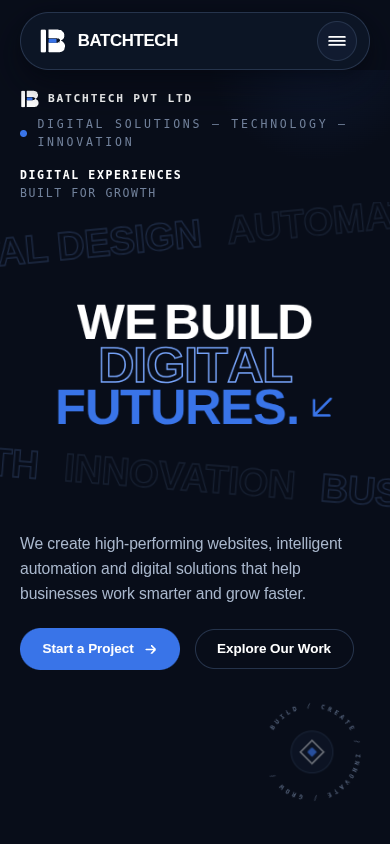 BATCHTECH
BATCHTECH PVT LTD
DIGITAL SOLUTIONS — TECHNOLOGY —
INNOVATION
DIGITAL EXPERIENCES
BUILT FOR GROWTH
AL DESIGN AUTOMA
WE BUILD
DIGITAL
FUTURES.
TH INNOVATION BUS
We create high-performing websites, intelligent
automation and digital solutions that help
businesses work smarter and grow faster.
Start a Project
Explore Our Work
BUILD / CREATE / INNOVATE / GROW /